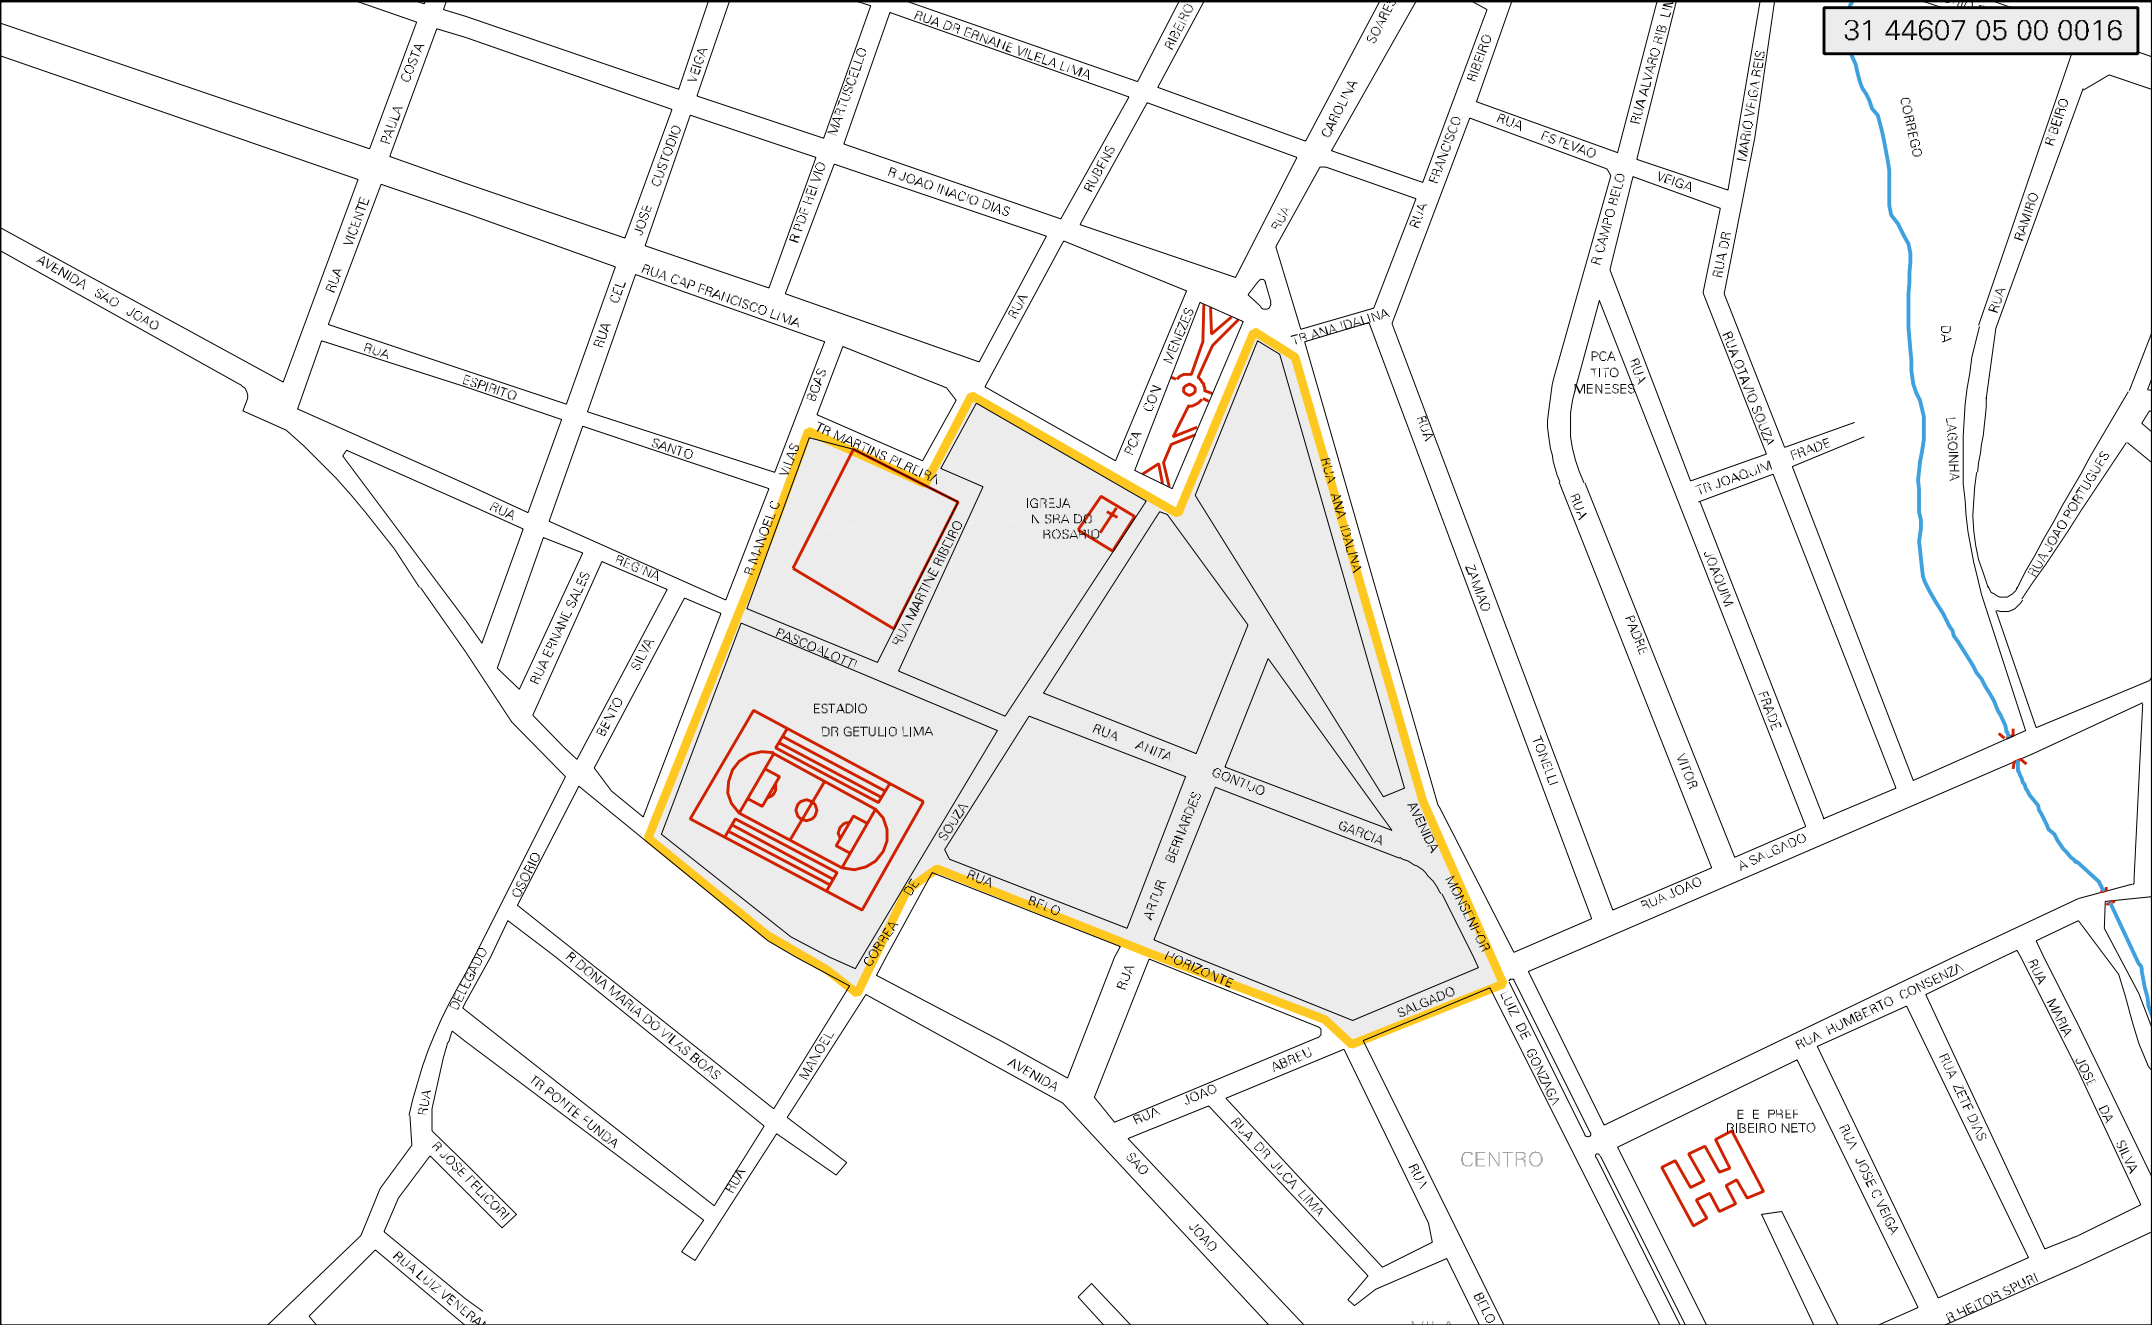 31 44607 05 00 0016
RUA DR ERNANE VILELA LIMA
RIBEIRO
SOARES
RIBEIRO
RUA ALVARO RIB LIM
MARIO VEIGA REIS
COSTA
VEIGA
MARTUSCELLO
CAROLINA
RUA ESTEVAO
CORREGO
RIBEIRO
PAULA
CUSTODIO
RUBENS
FRANCISCO
VEIGA
R JOAO INACIO DIAS
VICENTE
JOSE
R PDE HELVIO
RUA
RUA
R CAMPO BELO
RUA DR
RAMIRO
AVENIDA SAO JOAO
RUA
CEL
RUA CAP FRANCISCO LIMA
RUA
RUA
RUA
MENEZES
TR ANA IDALINA
DA
RUA
ESPIRITO
BOAS
CON
PCA
PCA
TITO
MENESES
RUA
RUA OTAVIO SOUZA
SANTO
VILAS
TR MARTINS PEREIRA
RUA
TR JOAQUIM FRADE
LAGOINHA
RUA
R MANOEL C
IGREJA
N SRA DO
ROSARIO
RUA ANA IDALINA
RUA
RUA JOAO PORTUGUES
REGINA
RUA ERNANE SALES
RUA MARTINE RIBEIRO
ZAMIAO
JOAQUIM
SILVA
BENTO
PASCOALOTTI
PADRE
ESTADIO
DR GETULIO LIMA
RUA ANITA
GONTIJO
GARCIA
TONELLI
VITOR
FRADE
SOUZA
BERNARDES
ARTUR
AVENIDA
MONSENHOR
A SALGADO
RUA JOAO
OSORIO
DE
RUA
BELO
HORIZONTE
CORREA
DELEGADO
R DONA MARIA DO VILAS BOAS
SALGADO
LUIZ DE GONZAGA
RUA HUMBERTO CONSENZA
RUA MARIA JOSE DA SILVA
MANOEL
AVENIDA
RUA JOAO ABREU
RUA
TR PONTE FUNDA
RUA ZETE DIAS
E E PREF
RIBEIRO NETO
R JOSE FELICORI
RUA
SAO
RUA DR JUCA LIMA
RUA
CENTRO
RUA JOSE C VEIGA
JOAO
RUA LUIZ VENERAN
BELO
R HEITOR SPURI